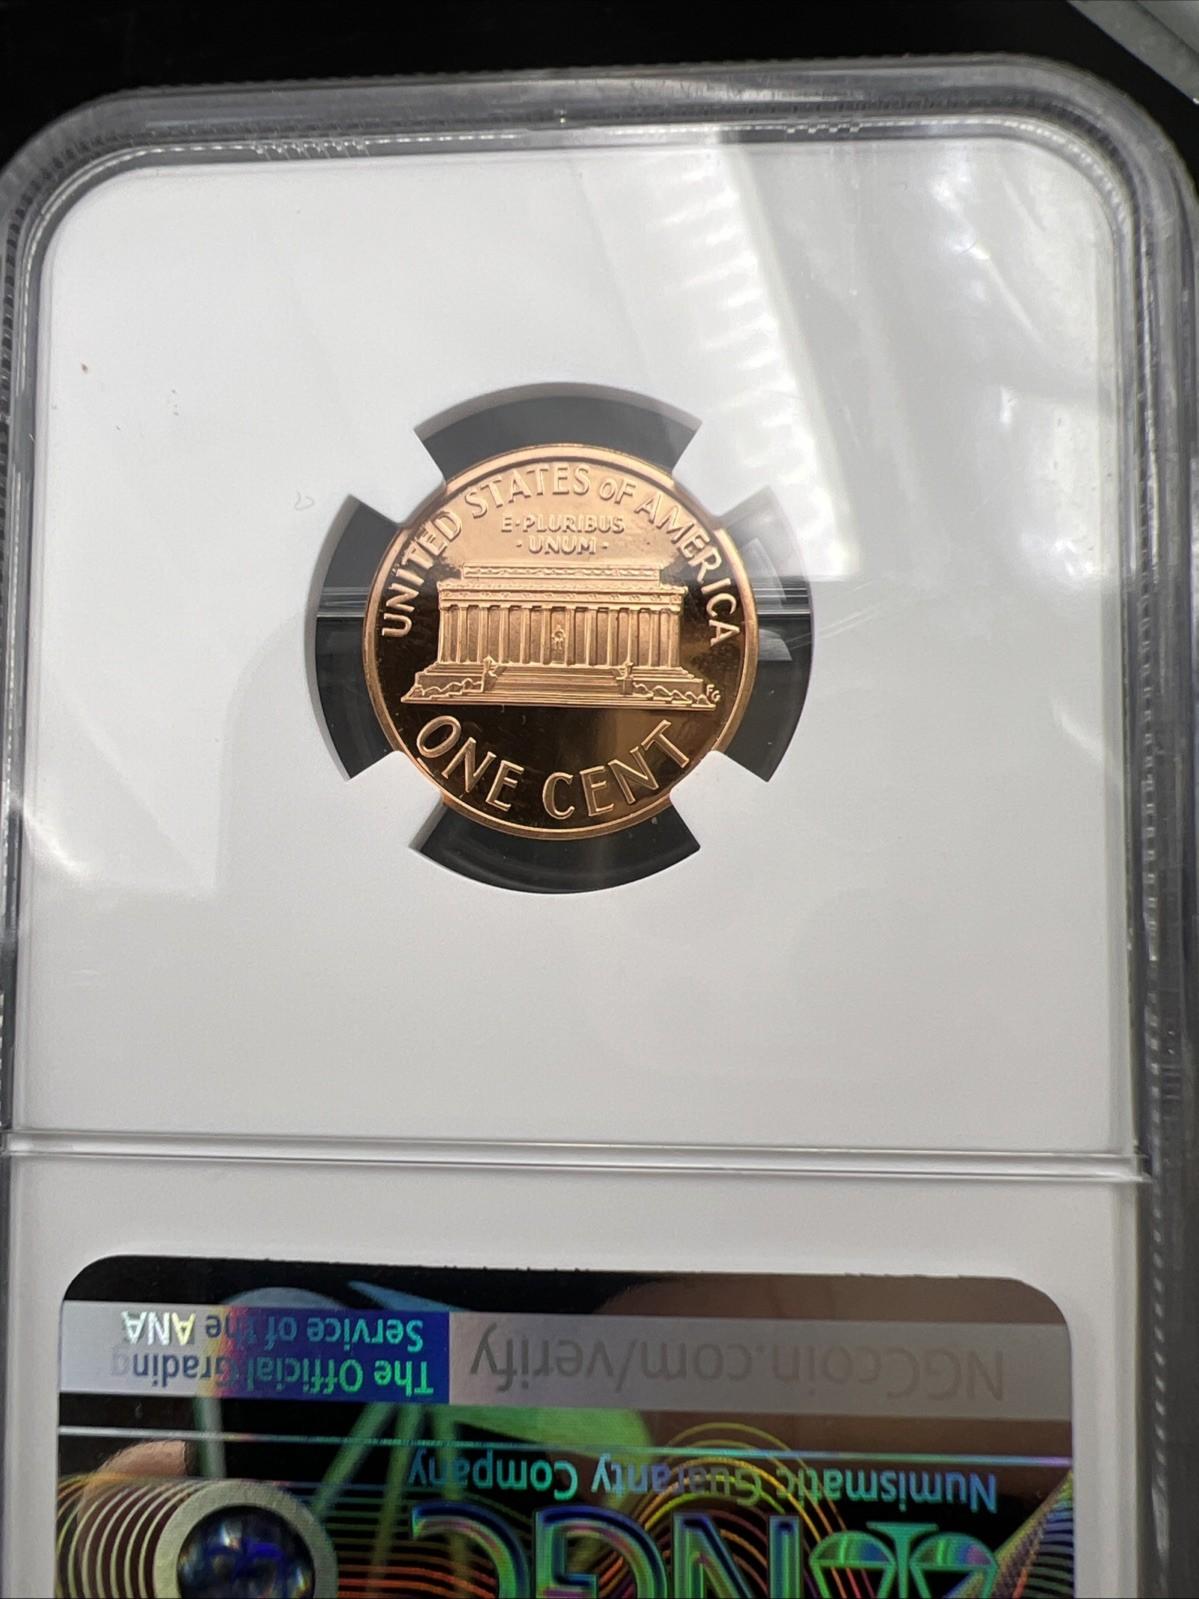 UNITED STATES OF AMERICA
E·PLURIBUS
·UNUM·
FG
ONE CENT
NGC
Numismatic Guaranty Company
NGCcoin.com/verify
The Official Grading
Service of the ANA